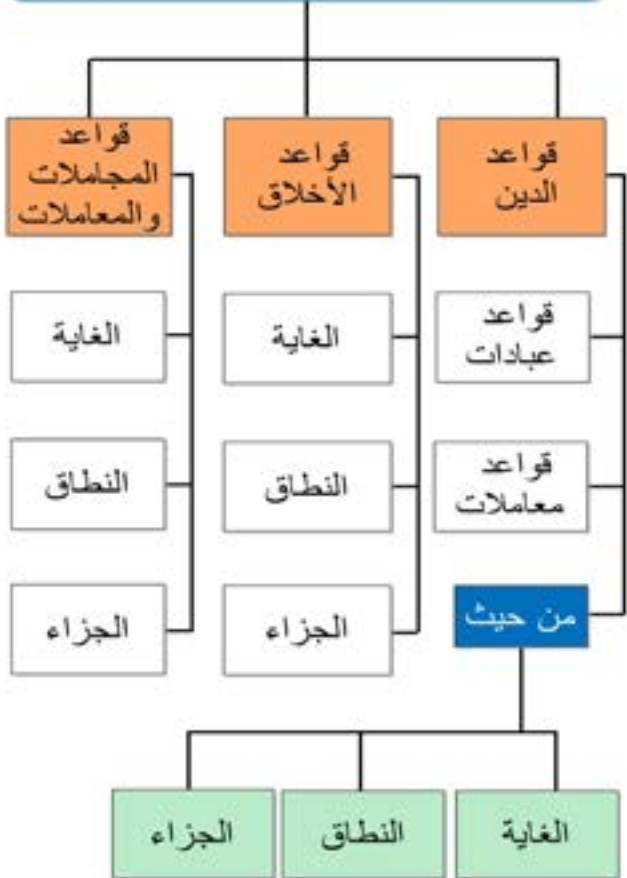 قواعد
الدين
قواعد
عبادات
قواعد
معاملات
من حيث
الغاية
النطاق
الجزاء
قواعد
الأخلاق
الغاية
النطاق
الجزاء
قواعد
المجاملات
والمعاملات
الغاية
النطاق
الجزاء